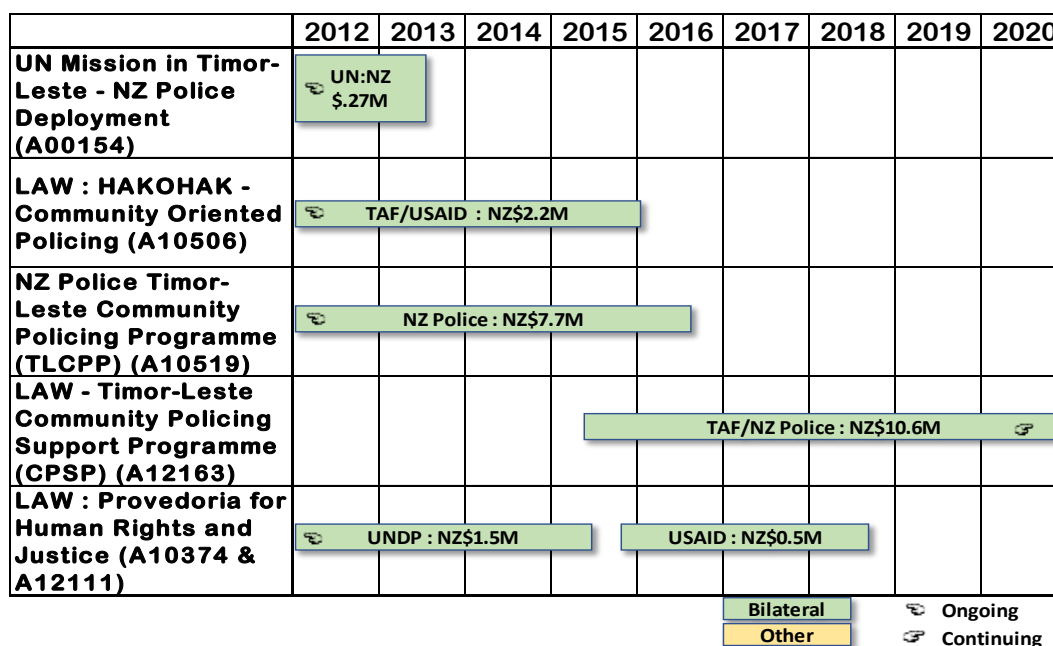 2012 2013 2014 2015 2016 2017 2018 2019 2020
UN Mission in Timor-
Leste - NZ Police
Deployment
(A00154)
UN:NZ
$.27M
LAW : HAKOHAK -
Community Oriented
Policing (A10506)
TAF/USAID : NZ$2.2M
NZ Police Timor-
Leste Community
Policing Programme
(TLCPP) (A10519)
NZ Police : NZ$7.7M
LAW - Timor-Leste
Community Policing
Support Programme
(CPSP) (A12163)
TAF/NZ Police : NZ$10.6M
LAW : Provedoria for
Human Rights and
Justice (A10374 &
A12111)
UNDP : NZ$1.5M
USAID : NZ$0.5M
Bilateral
Other
Ongoing
Continuing